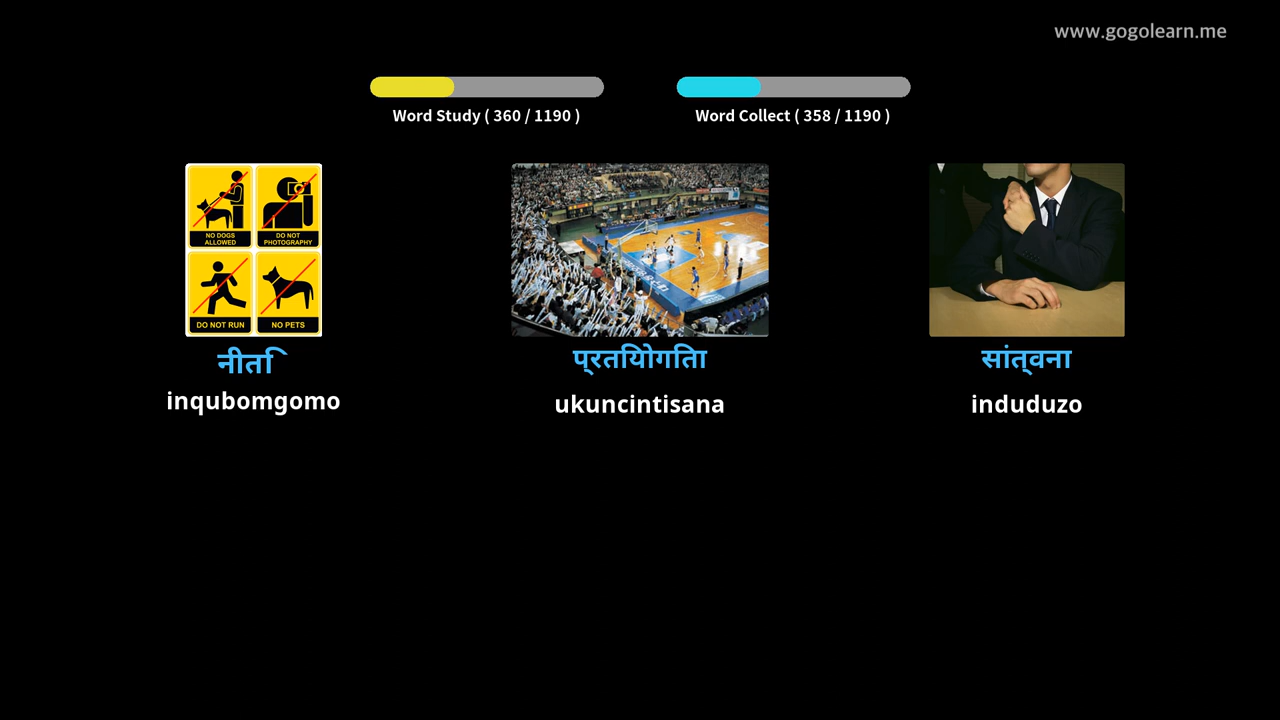 www.gogolearn.me
Word Study ( 360 / 1190 )
Word Collect ( 358 / 1190 )
NO DOGS
ALLOWED
DO NOT
PHOTOGRAPHY
DO NOT RUN
NO PETS
नीति
प्रतियोगिता
सांत्वना
inqubomgomo
ukuncintisana
induduzo